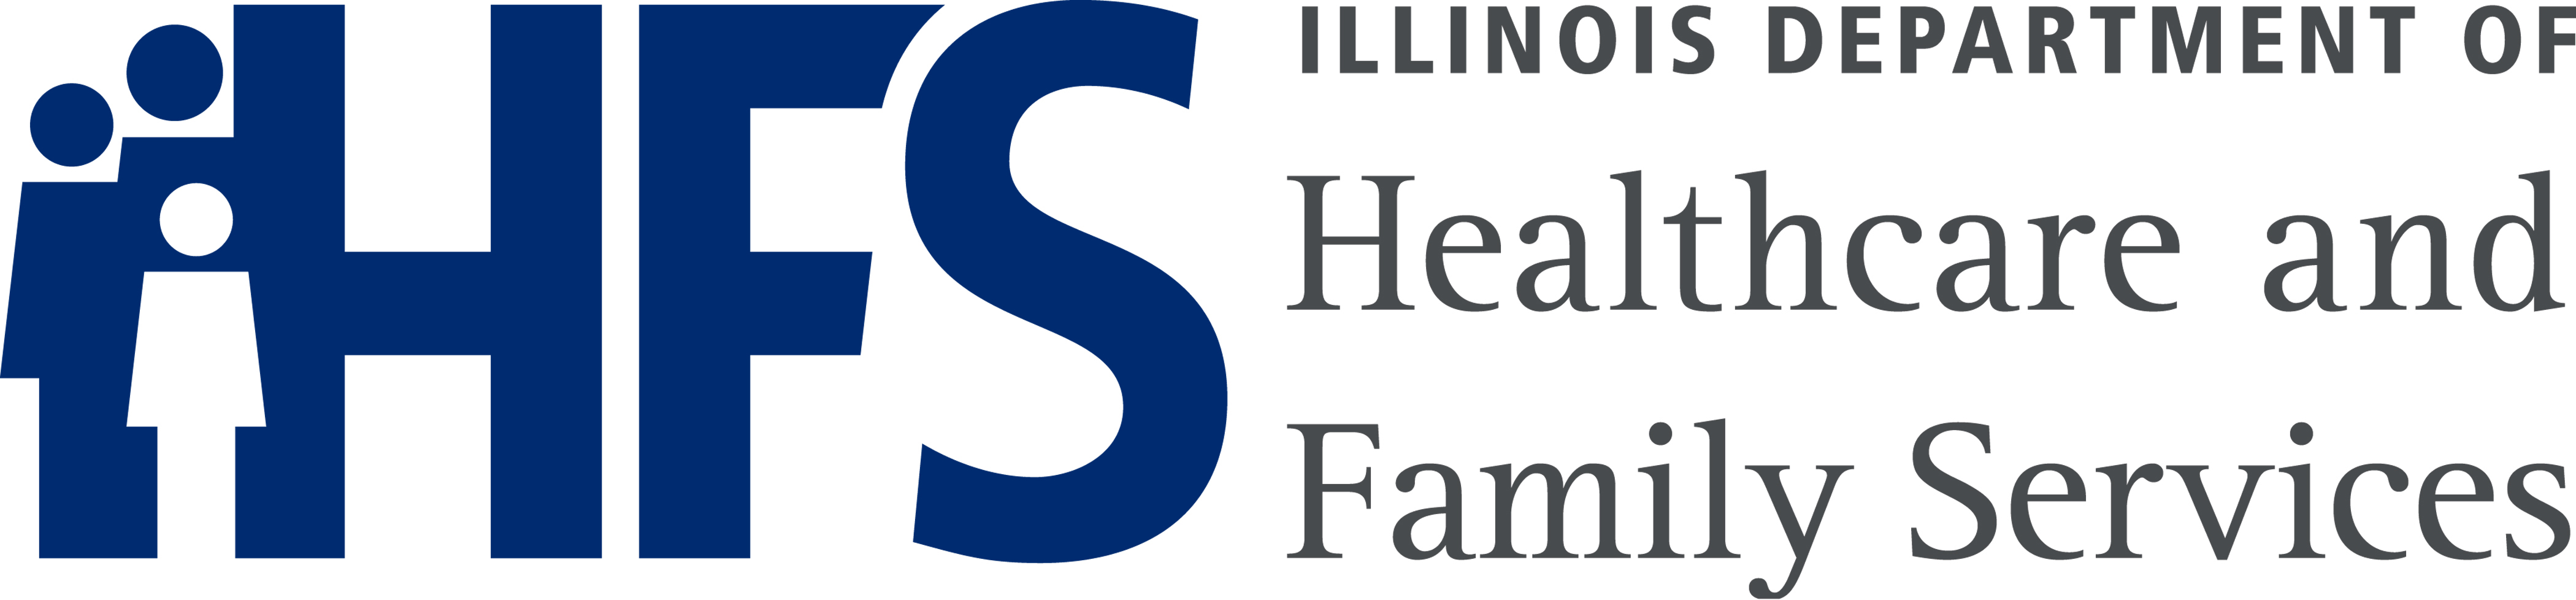 HFS
ILLINOIS DEPARTMENT OF
Healthcare and
Family Services